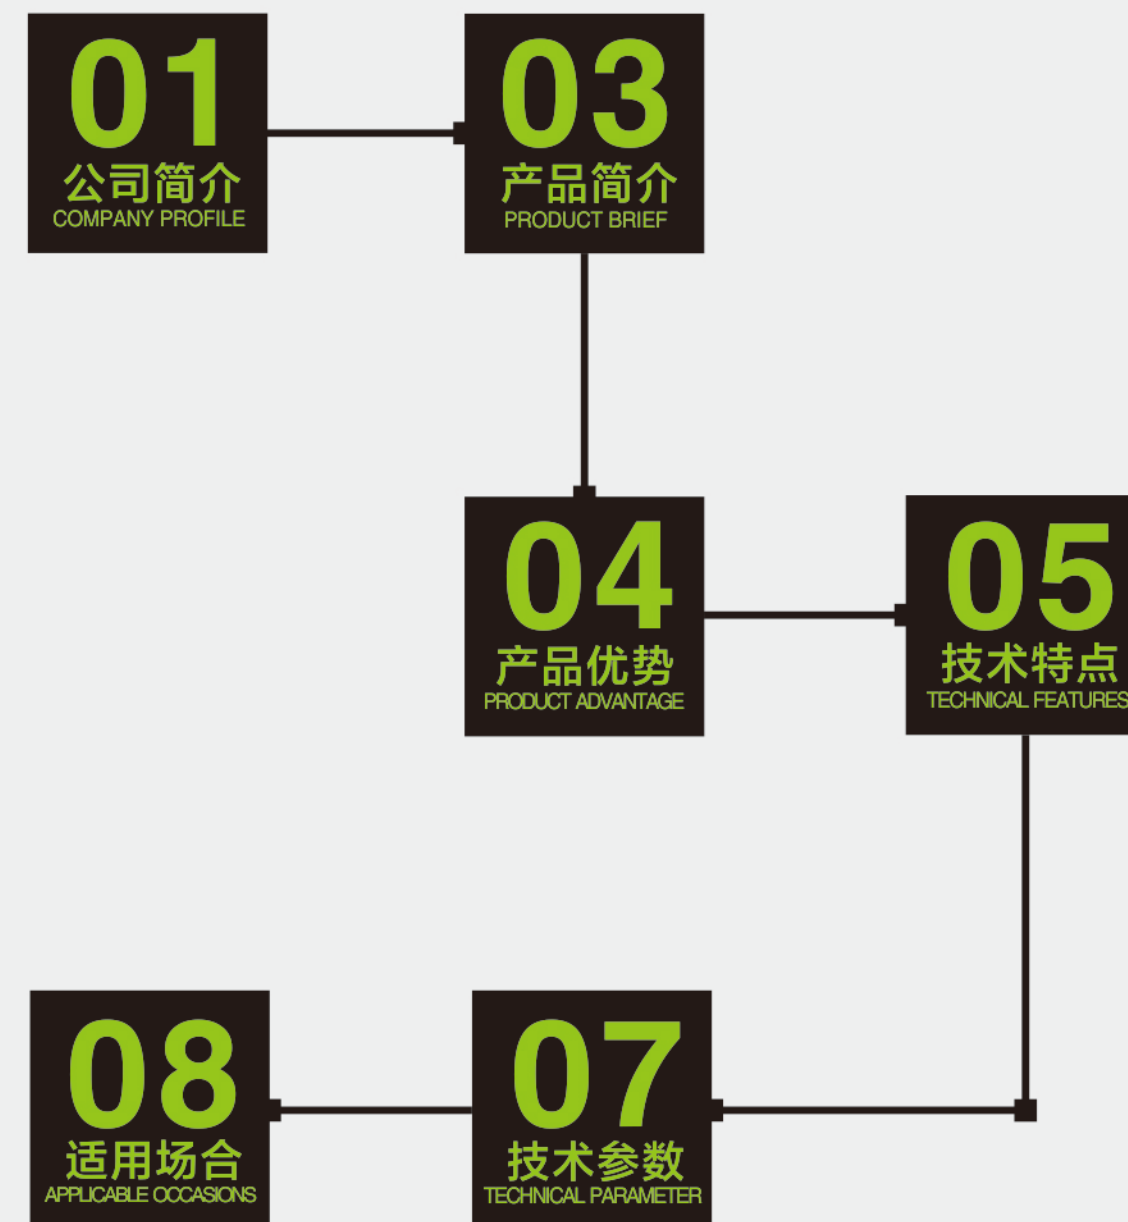 01
公司简介
COMPANY PROFILE
03
产品简介
PRODUCT BRIEF
04
产品优势
PRODUCT ADVANTAGE
05
技术特点
TECHNICAL FEATURES
08
适用场合
APPLICABLE OCCASIONS
07
技术参数
TECHNICAL PARAMETER